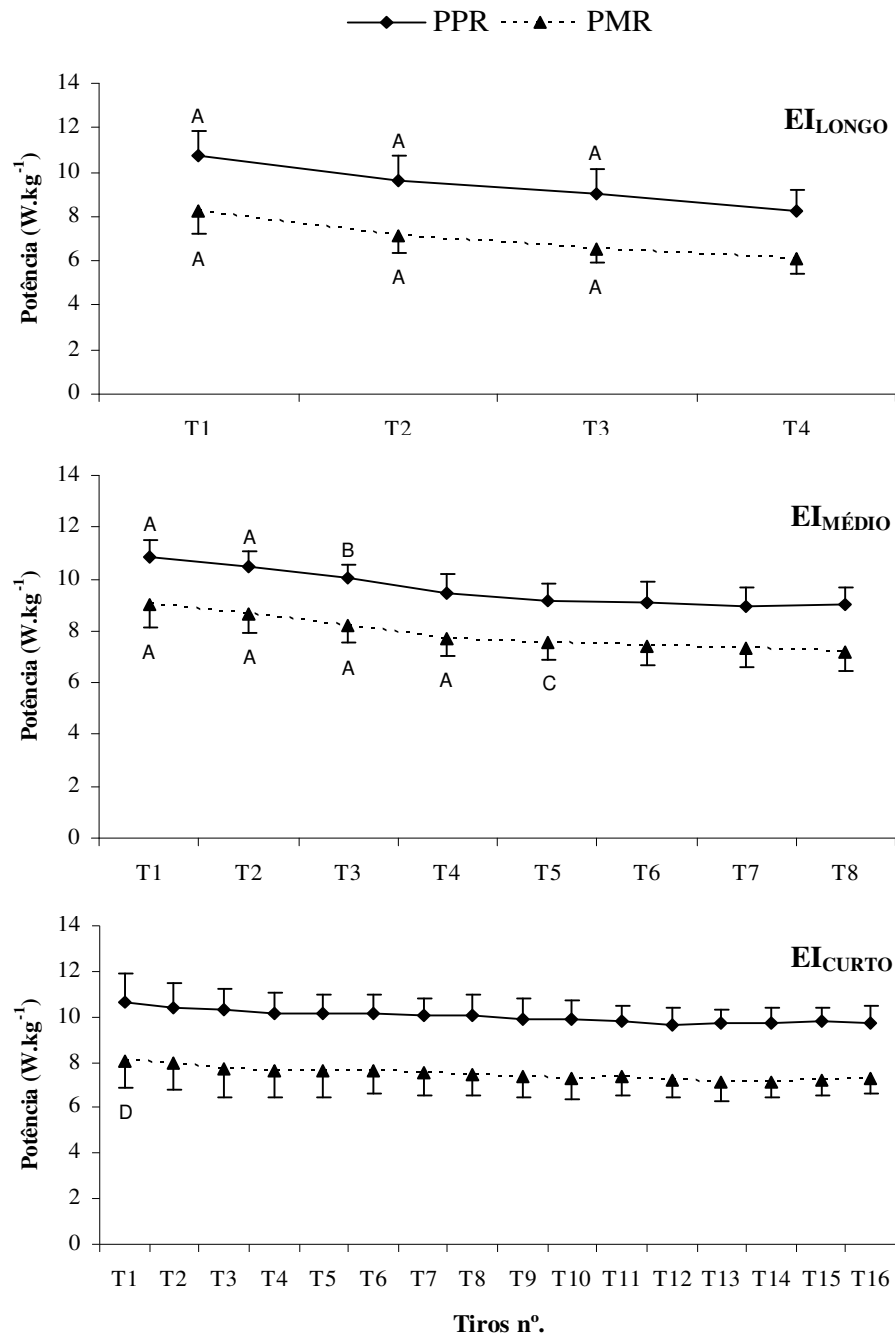 PPR PMR
14
12
10
8
6
4
2
0
Potência (W.kg⁻¹)
EI_LONGO
A A A
A A A
T1 T2 T3 T4
14
12
10
8
6
4
2
0
Potência (W.kg⁻¹)
EI_MÉDIO
A A B
A A A A C
T1 T2 T3 T4 T5 T6 T7 T8
14
12
10
8
6
4
2
0
Potência (W.kg⁻¹)
EI_CURTO
D
T1 T2 T3 T4 T5 T6 T7 T8 T9 T10 T11 T12 T13 T14 T15 T16
Tiros nº.